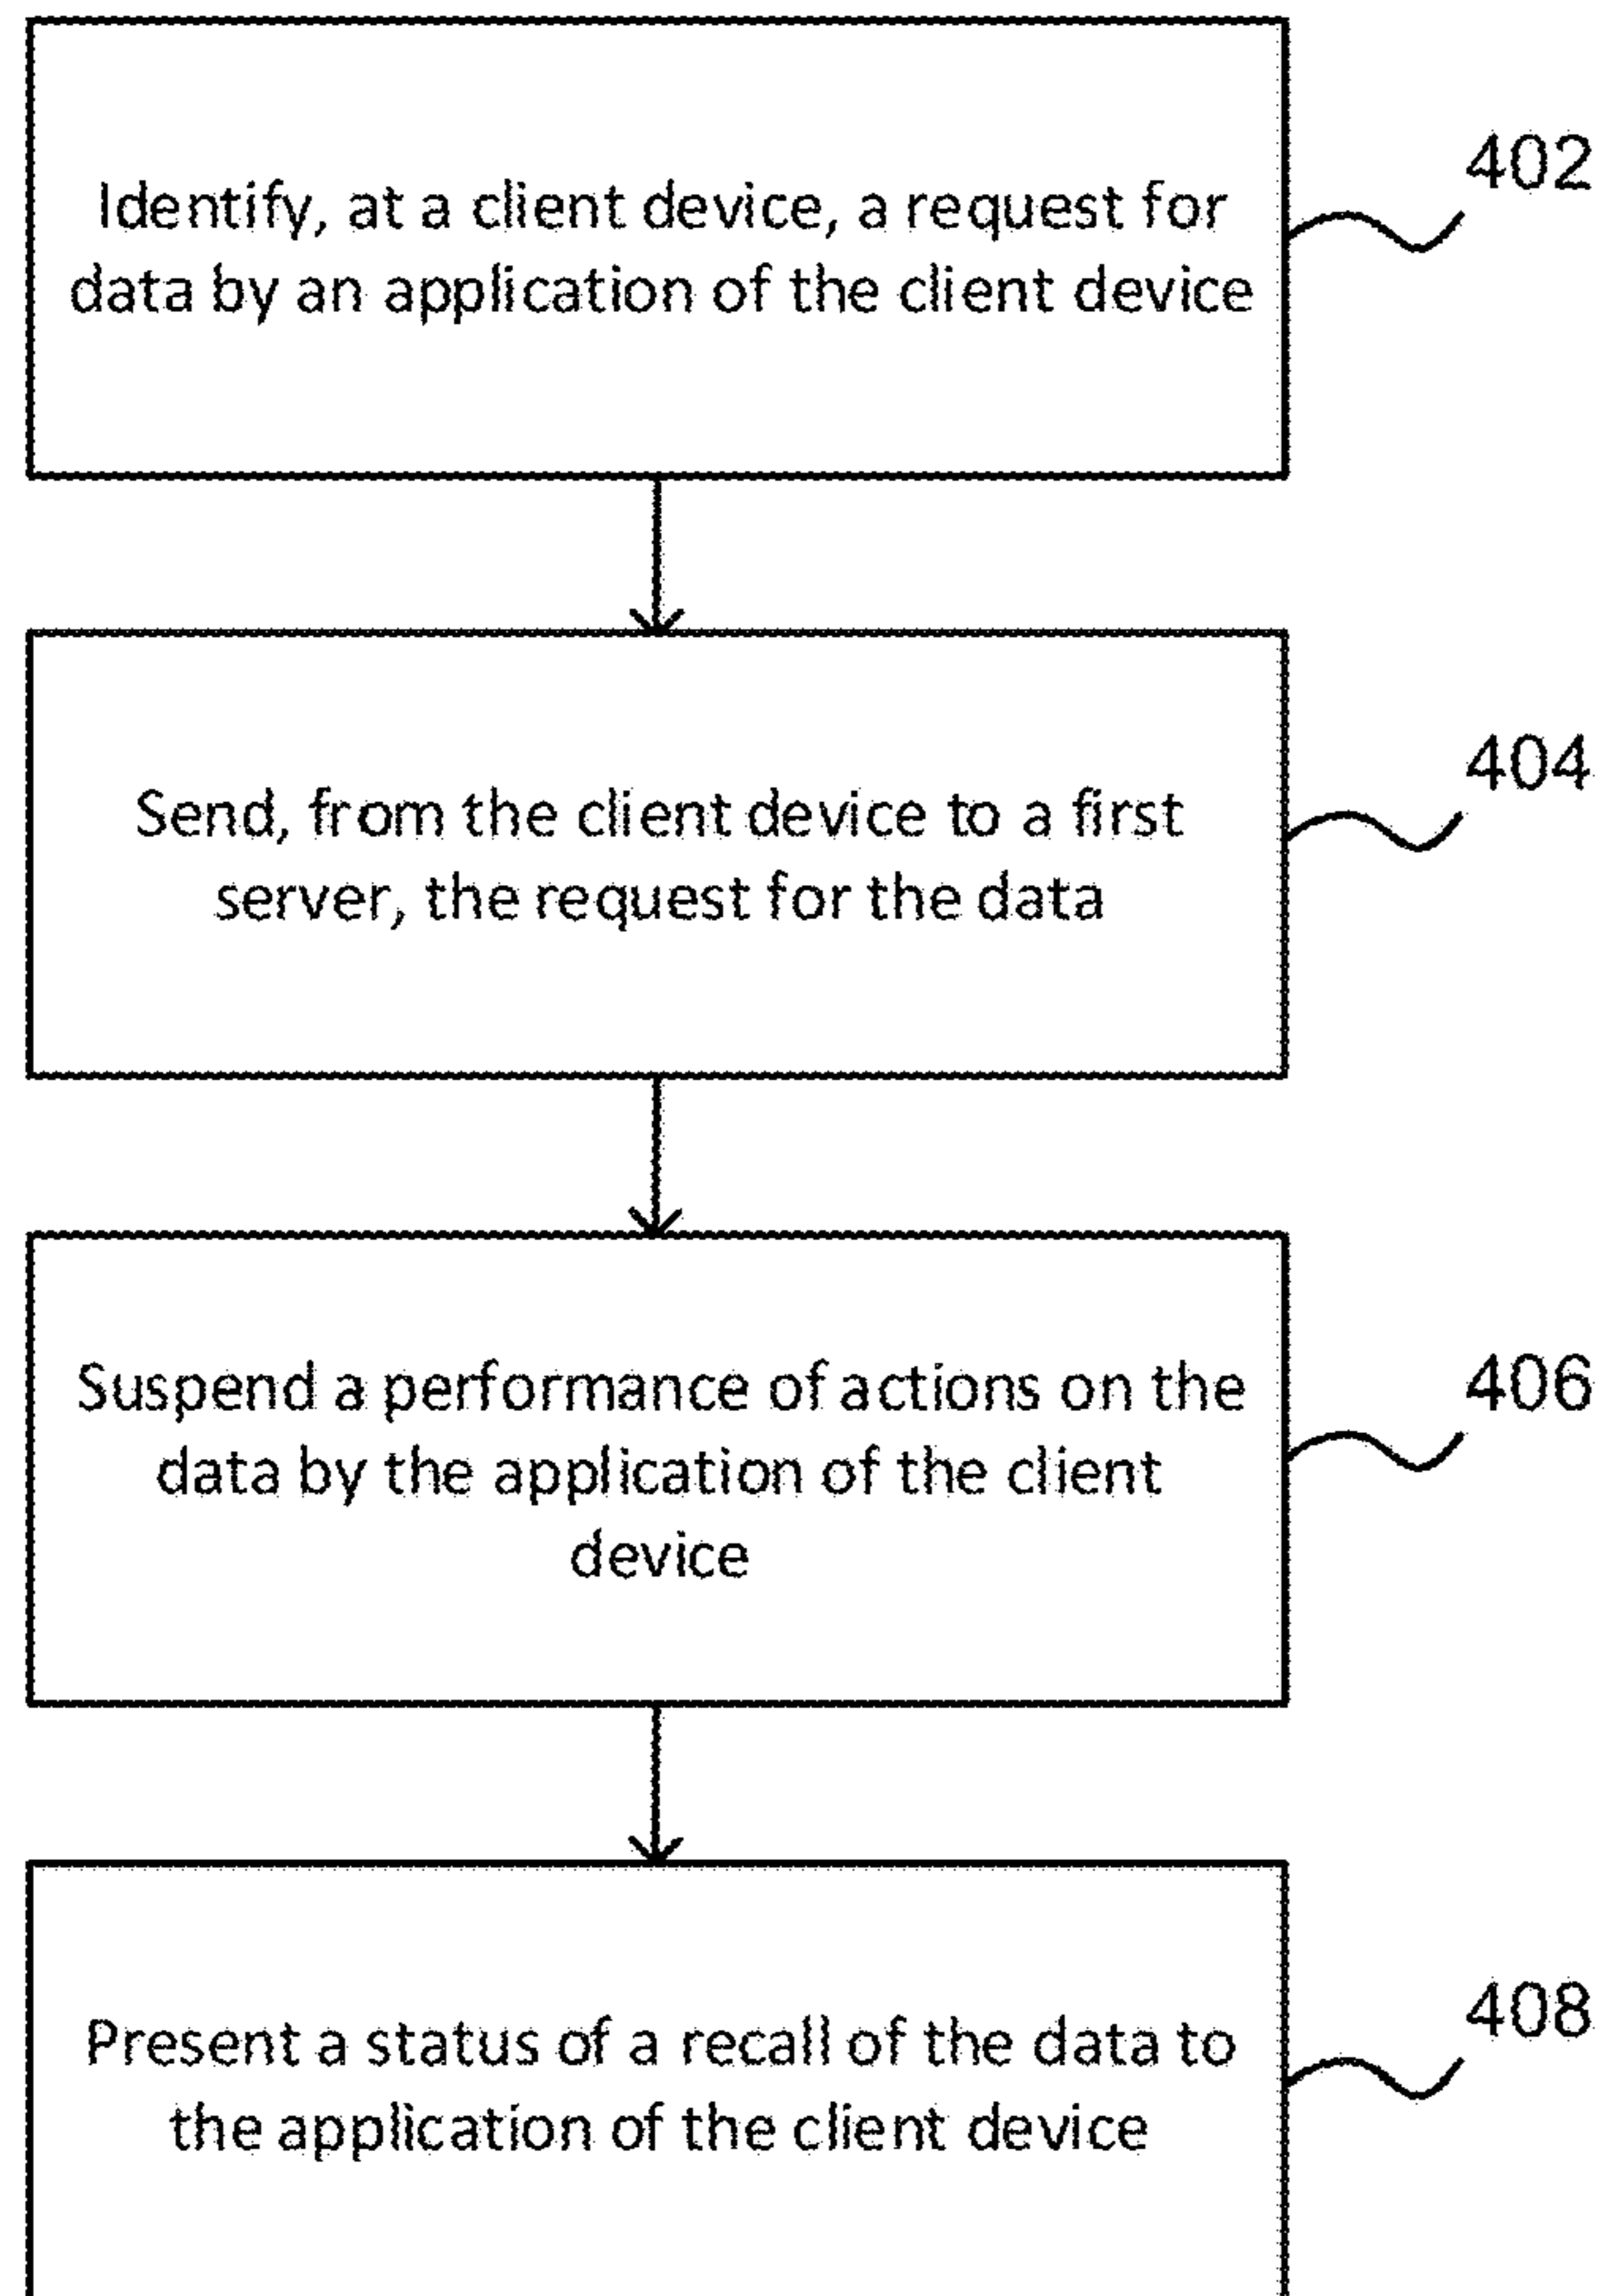 402
Identify, at a client device, a request for
data by an application of the client device
404
Send, from the client device to a first
server, the request for the data
406
Suspend a performance of actions on the
data by the application of the client
device
408
Present a status of a recall of the data to
the application of the client device